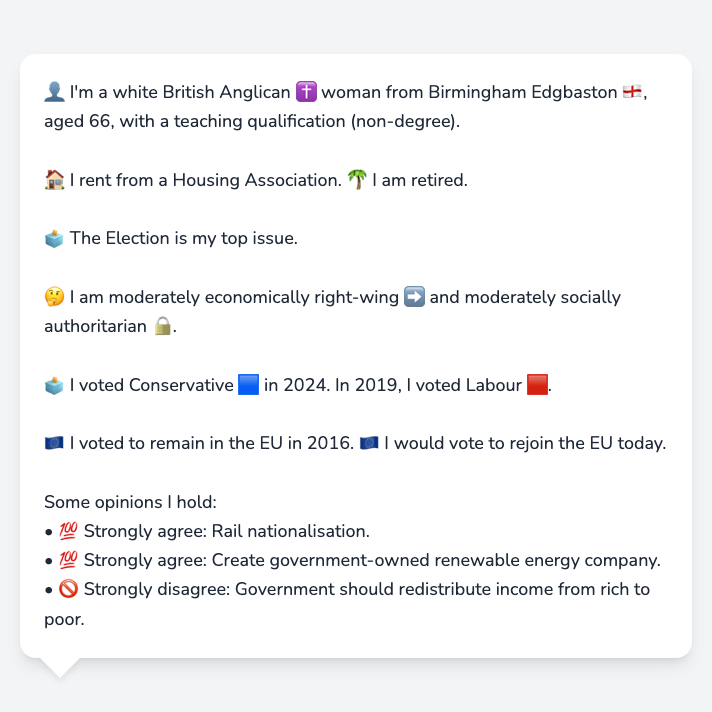 👤 I'm a white British Anglican ✝️ woman from Birmingham Edgbaston 🏴󠁧󠁢󠁥󠁮󠁧󠁿,
aged 66, with a teaching qualification (non-degree).
🏠 I rent from a Housing Association. 🌴 I am retired.
🗳️ The Election is my top issue.
🤔 I am moderately economically right-wing ➡️ and moderately socially
authoritarian 🔒.
🗳️ I voted Conservative 🟦 in 2024. In 2019, I voted Labour 🟥.
🇪🇺 I voted to remain in the EU in 2016. 🇪🇺 I would vote to rejoin the EU today.
Some opinions I hold:
• 💯 Strongly agree: Rail nationalisation.
• 💯 Strongly agree: Create government-owned renewable energy company.
• 🚫 Strongly disagree: Government should redistribute income from rich to
poor.